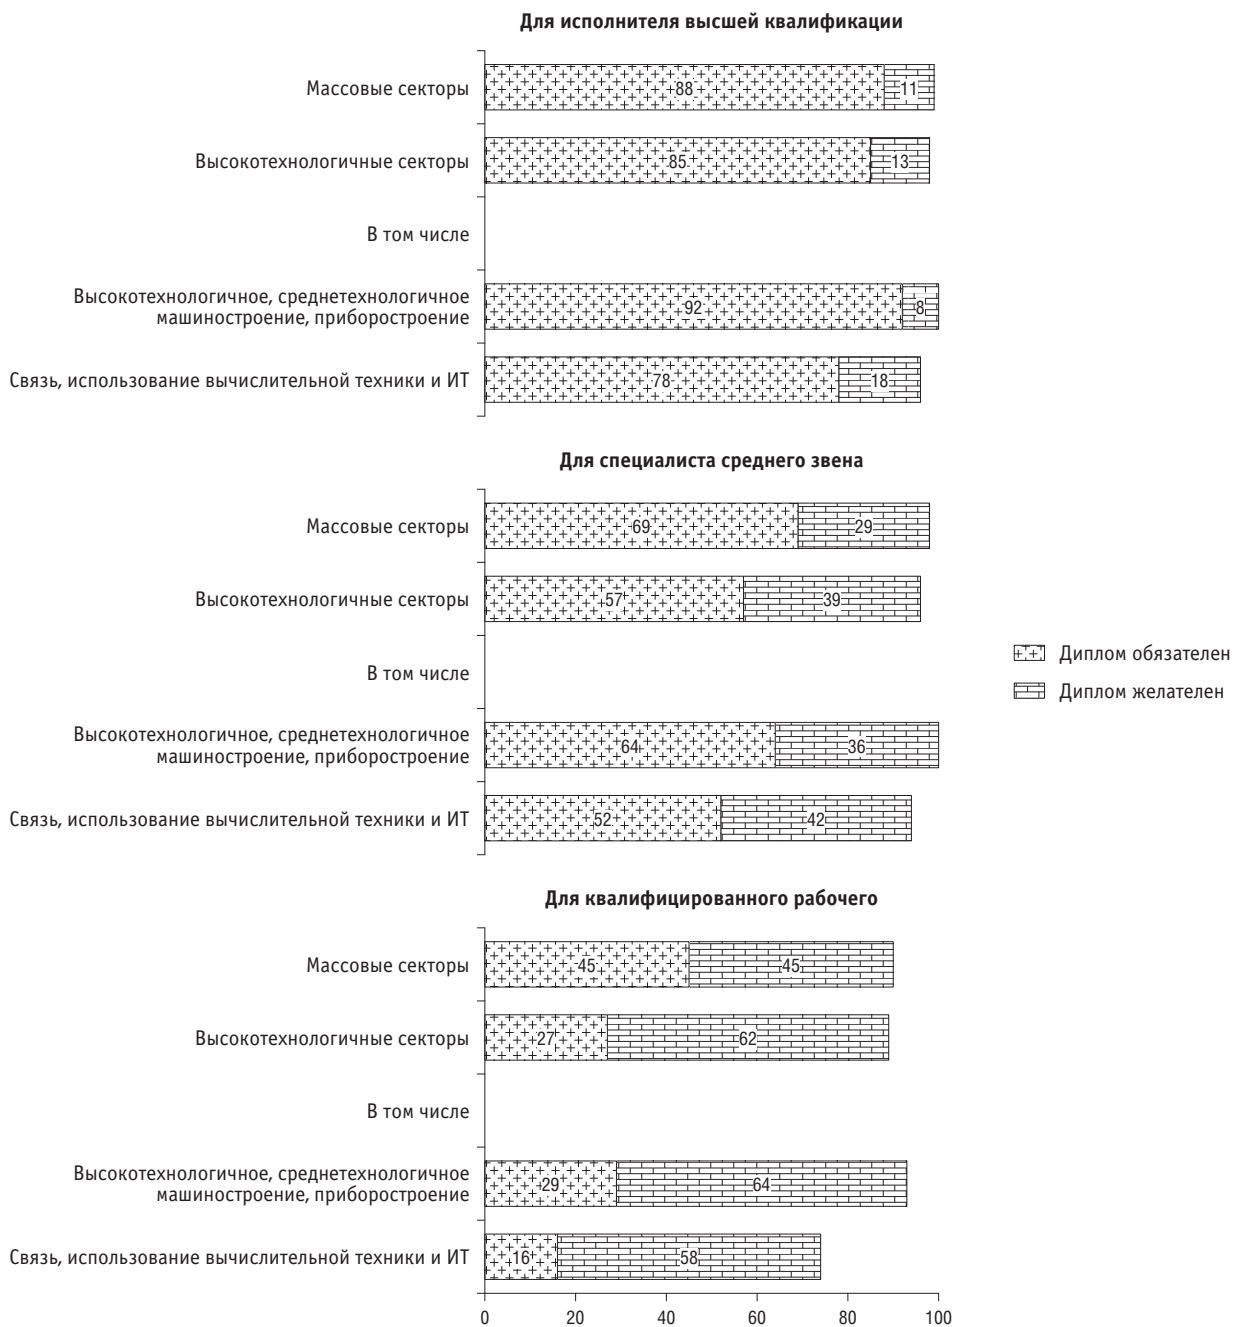 Для исполнителя высшей квалификации
Массовые секторы
88
11
Высокотехнологичные секторы
85
13
В том числе
Высокотехнологичное, среднетехнологичное
машиностроение, приборостроение
92
8
Связь, использование вычислительной техники и ИТ
78
18
Для специалиста среднего звена
Массовые секторы
69
29
Высокотехнологичные секторы
57
39
В том числе
Высокотехнологичное, среднетехнологичное
машиностроение, приборостроение
64
36
Связь, использование вычислительной техники и ИТ
52
42
Диплом обязателен
Диплом желателен
Для квалифицированного рабочего
Массовые секторы
45
45
Высокотехнологичные секторы
27
62
В том числе
Высокотехнологичное, среднетехнологичное
машиностроение, приборостроение
29
64
Связь, использование вычислительной техники и ИТ
16
58
0 20 40 60 80 100